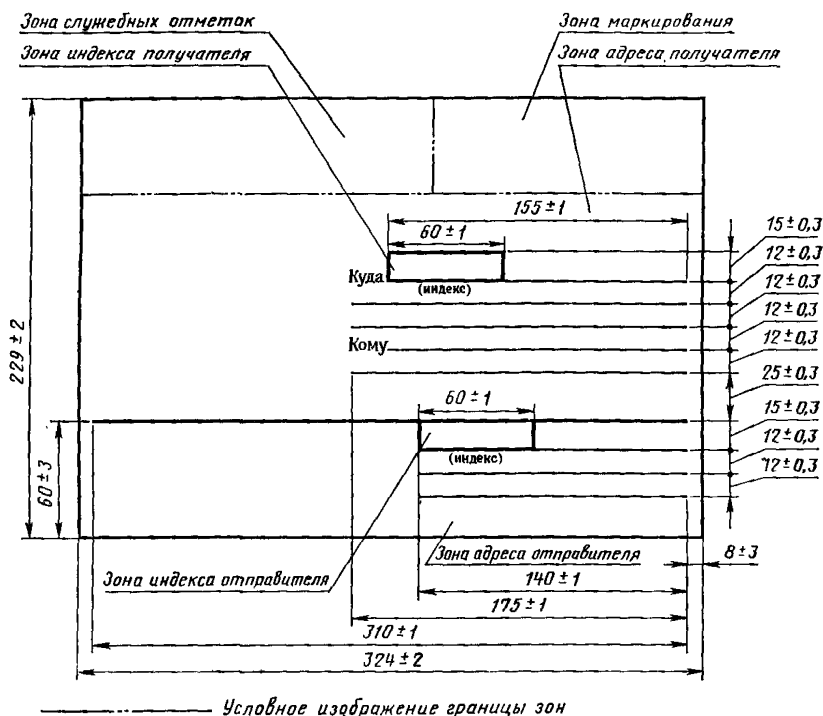 Зона служебных отметок
Зона маркирования
Зона индекса получателя
Зона адреса получателя
155±1
15±0,3
60±1
12±0,3
Куда
(индекс)
12±0,3
12±0,3
Кому
12±0,3
229±2
25±0,3
60±1
15±0,3
(индекс)
12±0,3
60±3
12±0,3
Зона адреса отправителя
8±3
Зона индекса отправителя
140±1
175±1
310±1
324±2
Условное изображение границы зон